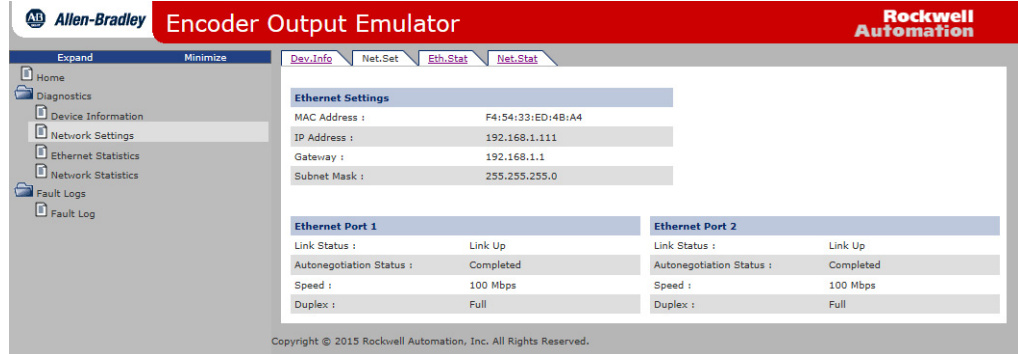 AB Allen-Bradley Encoder Output Emulator Rockwell Automation
Expand Minimize
Home
Diagnostics
Device Information
Network Settings
Ethernet Statistics
Network Statistics
Fault Logs
Fault Log
Dev.Info Net.Set Eth.Stat Net.Stat
Ethernet Settings
MAC Address : F4:54:33:ED:4B:A4
IP Address : 192.168.1.111
Gateway : 192.168.1.1
Subnet Mask : 255.255.255.0
Ethernet Port 1
Link Status : Link Up
Autonegotiation Status : Completed
Speed : 100 Mbps
Duplex : Full
Ethernet Port 2
Link Status : Link Up
Autonegotiation Status : Completed
Speed : 100 Mbps
Duplex : Full
Copyright © 2015 Rockwell Automation, Inc. All Rights Reserved.